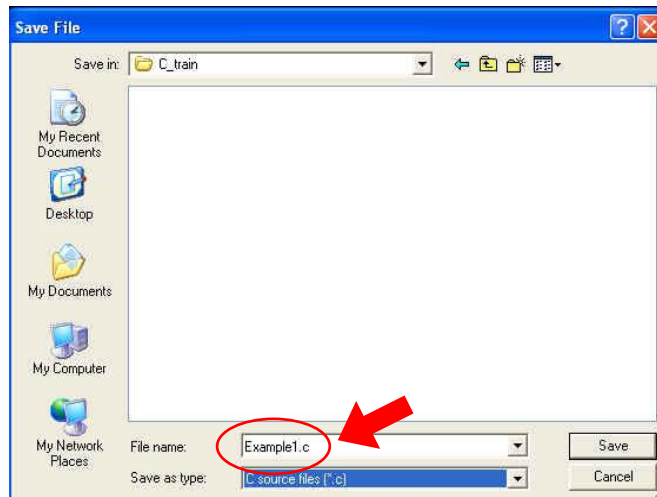 Save File
Save in:
C_train
My Recent
Documents
Desktop
My Documents
My Computer
My Network
Places
File name:
Example1.c
Save
Save as type:
C source files (*.c)
Cancel